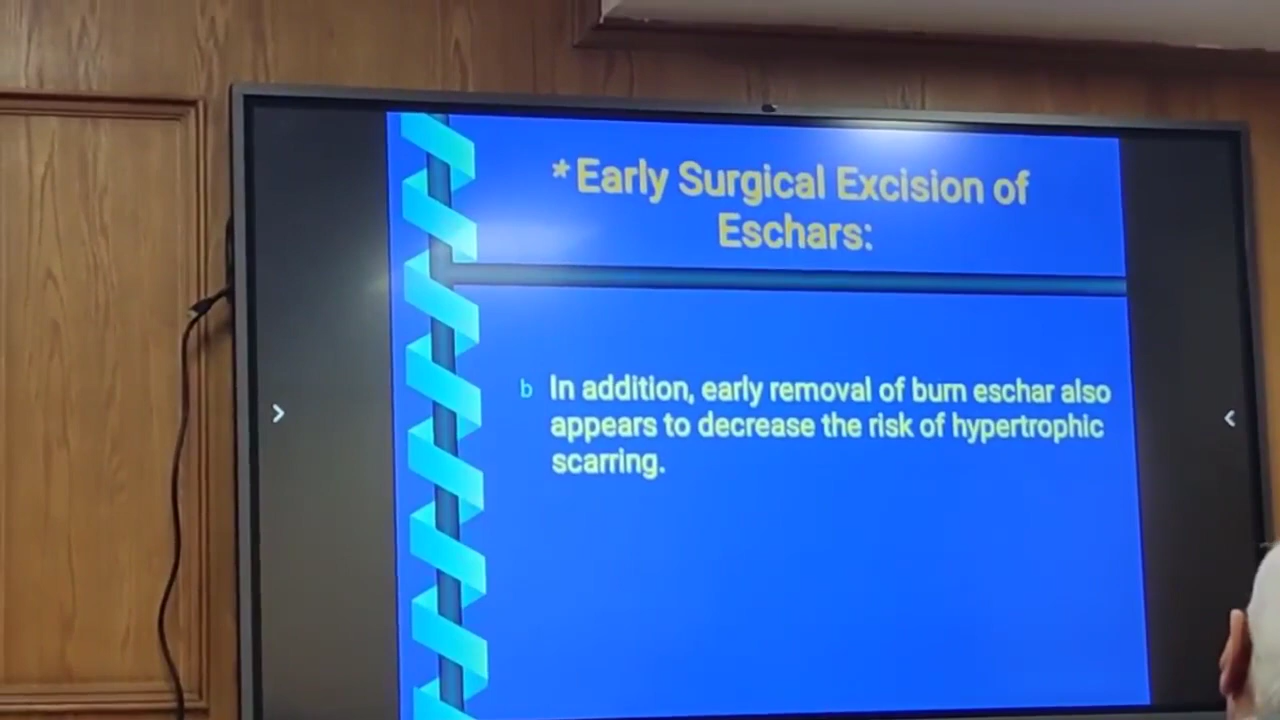 *Early Surgical Excision of
Eschars:
b In addition, early removal of burn eschar also
appears to decrease the risk of hypertrophic
scarring.